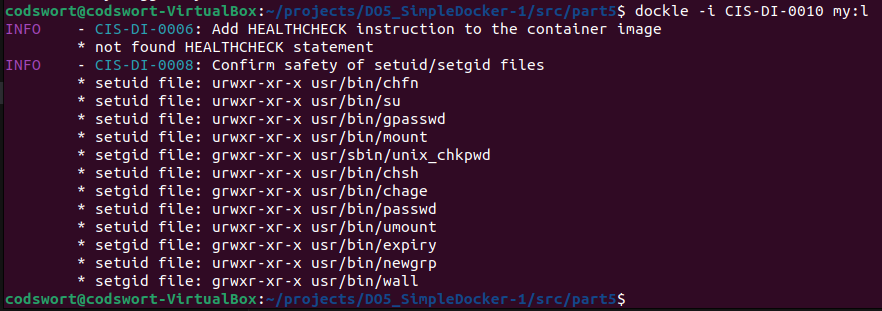 codswort@codswort-VirtualBox:~/projects/DO5_SimpleDocker-1/src/part5$ dockle -i CIS-DI-0010 my:l
INFO    - CIS-DI-0006: Add HEALTHCHECK instruction to the container image
        * not found HEALTHCHECK statement
INFO    - CIS-DI-0008: Confirm safety of setuid/setgid files
        * setuid file: urwxr-xr-x usr/bin/chfn
        * setuid file: urwxr-xr-x usr/bin/su
        * setuid file: urwxr-xr-x usr/bin/gpasswd
        * setuid file: urwxr-xr-x usr/bin/mount
        * setgid file: grwxr-xr-x usr/sbin/unix_chkpwd
        * setuid file: urwxr-xr-x usr/bin/chsh
        * setgid file: grwxr-xr-x usr/bin/chage
        * setuid file: urwxr-xr-x usr/bin/passwd
        * setuid file: urwxr-xr-x usr/bin/umount
        * setgid file: grwxr-xr-x usr/bin/expiry
        * setuid file: urwxr-xr-x usr/bin/newgrp
        * setgid file: grwxr-xr-x usr/bin/wall
codswort@codswort-VirtualBox:~/projects/DO5_SimpleDocker-1/src/part5$